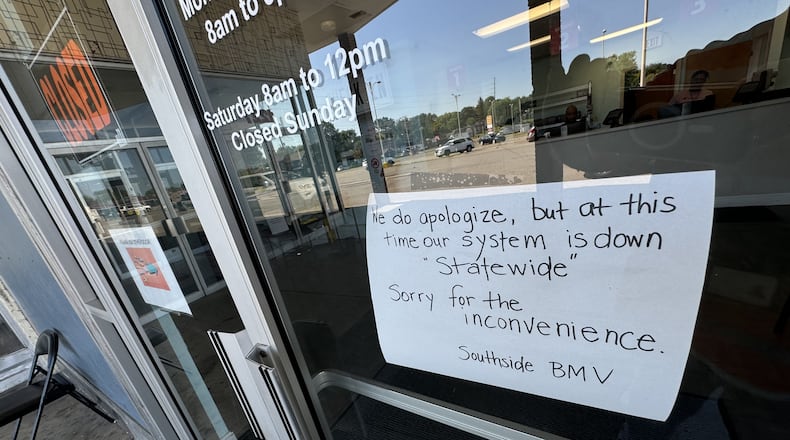 8am to
Saturday 8am to 12pm
Closed Sunday
CLOSED
We do apologize, but at this
time our system is down
"Statewide"
Sorry for the
inconvenience.
Southside BMV